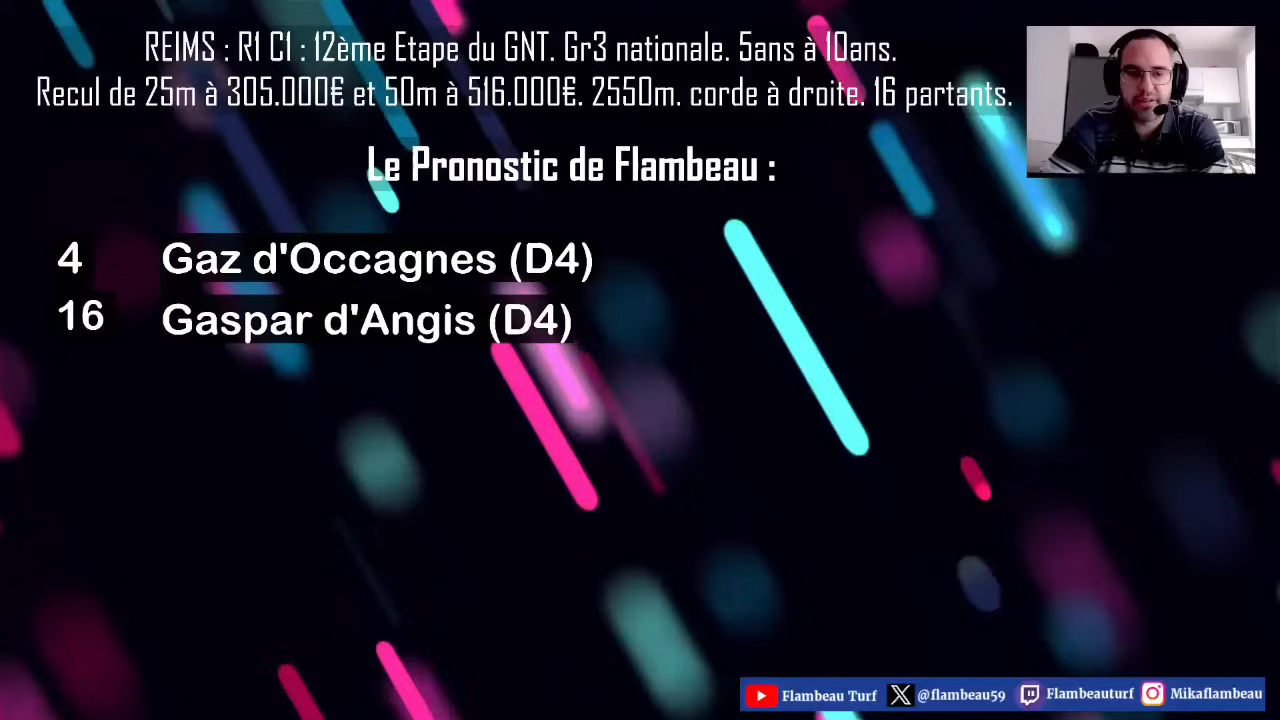 REIMS : R1 C1 : 12ème Etape du GNT. Gr3 nationale. 5ans à 10ans.
Recul de 25m à 305.000€ et 50m à 516.000€. 2550m. corde à droite. 16 partants.
Le Pronostic de Flambeau :
4 Gaz d'Occagnes (D4)
16 Gaspar d'Angis (D4)
Flambeau Turf @flambeau59 Flambeauturf Mikaflambeau